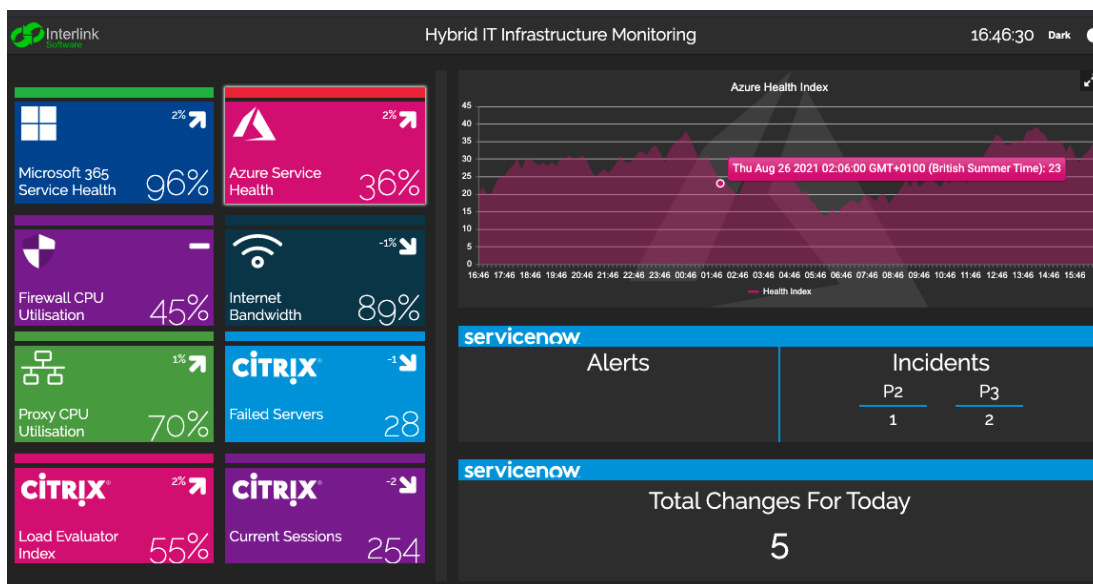 Interlink
Software
Hybrid IT Infrastructure Monitoring
16:46:30 Dark
2%
Microsoft 365
Service Health
96%
2%
Azure Service
Health
36%
Firewall CPU
Utilisation
45%
-1%
Internet
Bandwidth
89%
1%
Proxy CPU
Utilisation
70%
CİTRIX®
-1
Failed Servers
28
CİTRIX®
2%
Load Evaluator
Index
55%
CİTRIX®
-2
Current Sessions
254
Azure Health Index
45
40
35
30
25
20
15
10
5
0
Thu Aug 26 2021 02:06:00 GMT+0100 (British Summer Time): 23
16:46 17:46 18:46 19:46 20:46 21:46 22:46 23:46 00:46 01:46 02:46 03:46 04:46 05:46 06:46 07:46 08:46 09:46 10:46 11:46 12:46 13:46 14:46 15:46
Health Index
servicenow
Alerts
Incidents
P2 P3
1 2
servicenow
Total Changes For Today
5